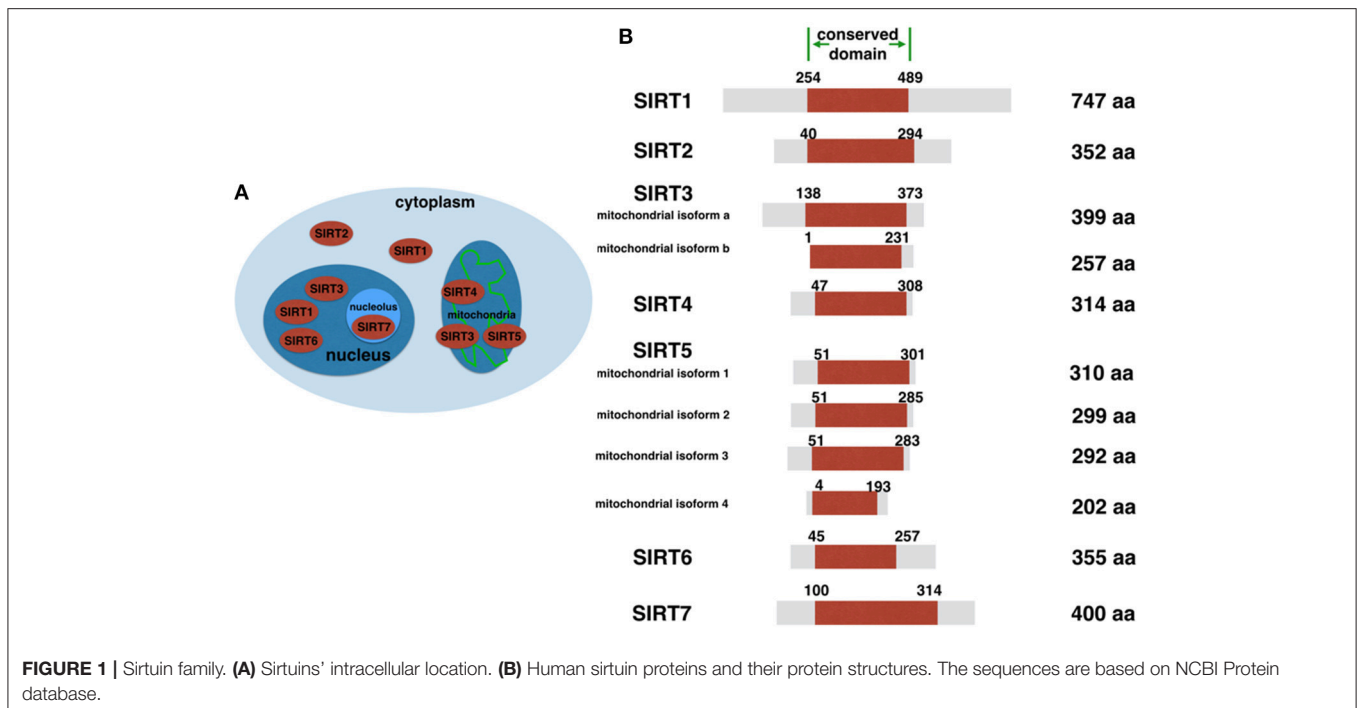 A
cytoplasm
SIRT2
SIRT1
SIRT3
SIRT1
SIRT6
nucleolus
SIRT7
nucleus
SIRT4
mitochondria
SIRT3
SIRT5
B
conserved
domain
254 489
SIRT1 747 aa
40 294
SIRT2 352 aa
SIRT3
138 373
mitochondrial isoform a 399 aa
1 231
mitochondrial isoform b 257 aa
47 308
SIRT4 314 aa
SIRT5
51 301
mitochondrial isoform 1 310 aa
51 285
mitochondrial isoform 2 299 aa
51 283
mitochondrial isoform 3 292 aa
4 193
mitochondrial isoform 4 202 aa
45 257
SIRT6 355 aa
100 314
SIRT7 400 aa
FIGURE 1 | Sirtuin family. (A) Sirtuins' intracellular location. (B) Human sirtuin proteins and their protein structures. The sequences are based on NCBI Protein
database.